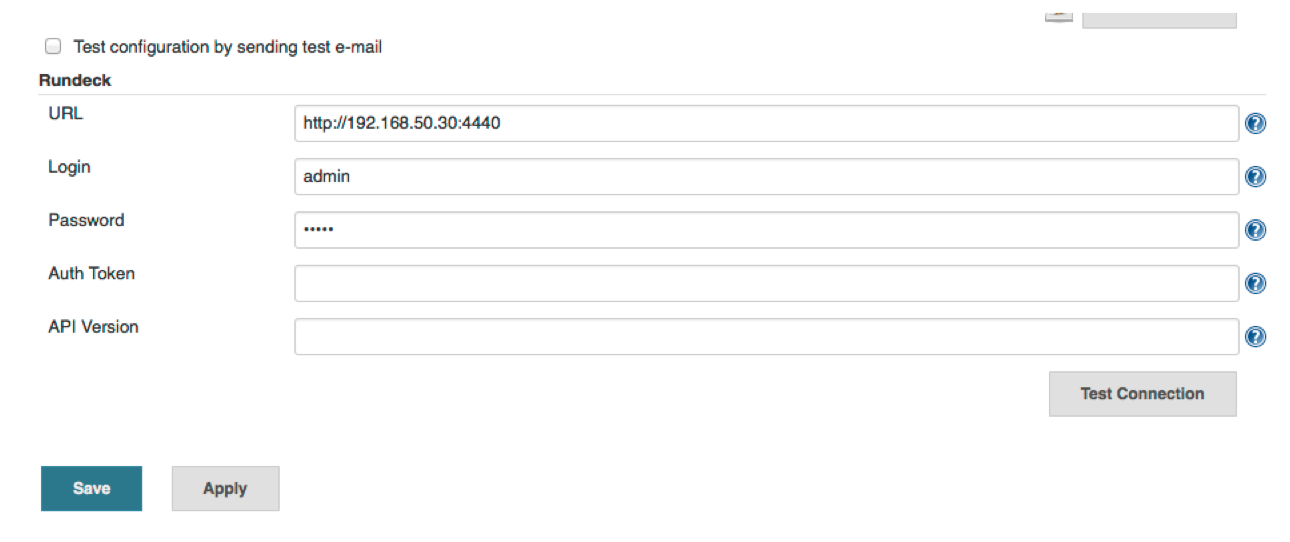 Test configuration by sending test e-mail
Rundeck
URL
http://192.168.50.30:4440
Login
admin
Password
•••••
Auth Token
API Version
Test Connection
Save Apply